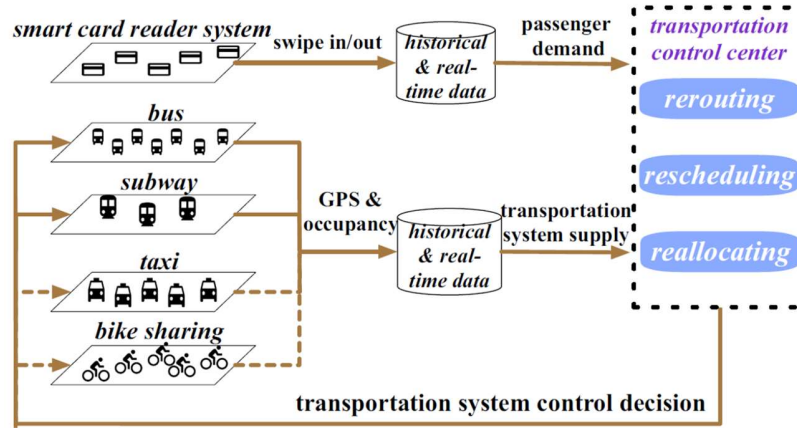 smart card reader system
swipe in/out
historical
& real-
time data
passenger
demand
transportation
control center
rerouting
rescheduling
reallocating
bus
subway
taxi
bike sharing
GPS &
occupancy
historical
& real-
time data
transportation
system supply
transportation system control decision